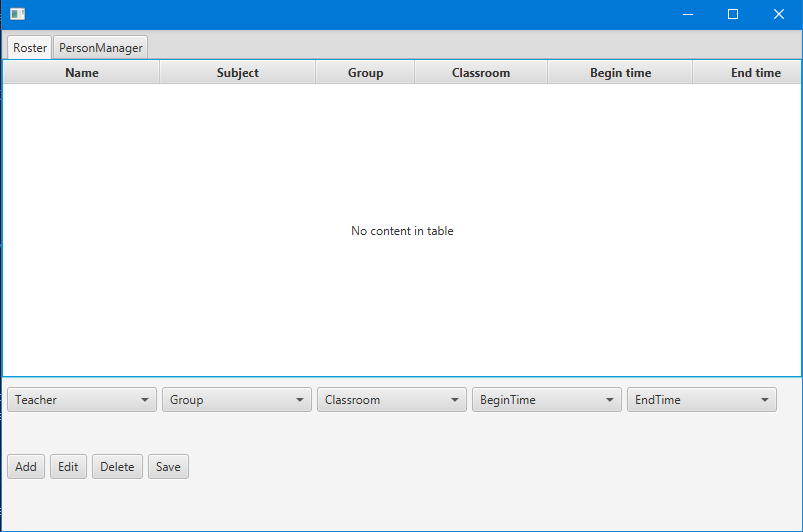 Roster PersonManager
Name Subject Group Classroom Begin time End time
No content in table
Teacher Group Classroom BeginTime EndTime
Add Edit Delete Save